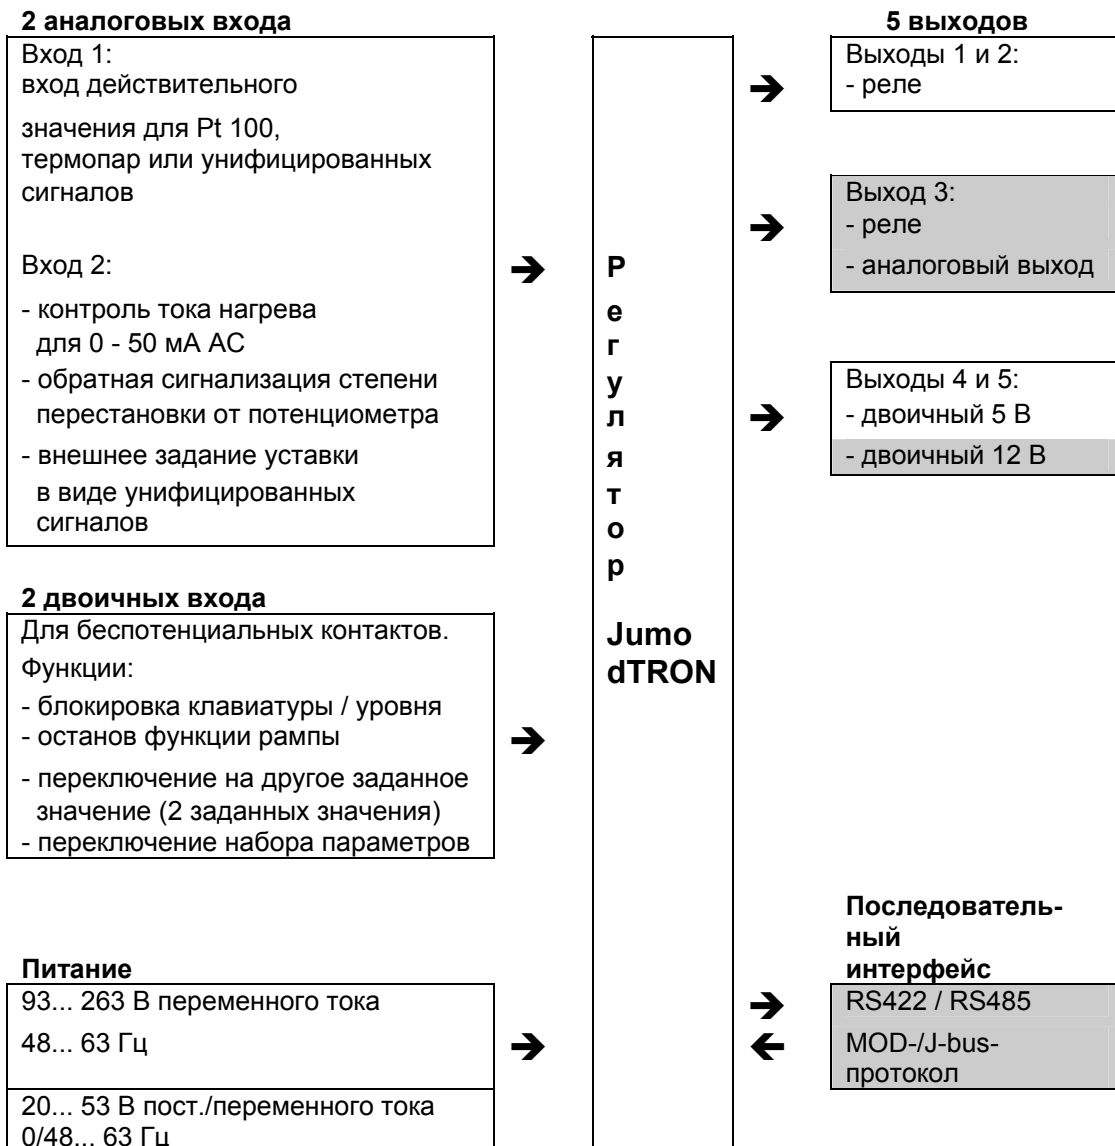 2 аналоговых входа
Вход 1:
вход действительного
значения для Pt 100,
термопар или унифицированных
сигналов
Вход 2:
- контроль тока нагрева
для 0 - 50 мА АС
- обратная сигнализация степени
перестановки от потенциометра
- внешнее задание уставки
в виде унифицированных
сигналов
2 двоичных входа
Для беспотенциальных контактов.
Функции:
- блокировка клавиатуры / уровня
- останов функции рампы
- переключение на другое заданное
значение (2 заданных значения)
- переключение набора параметров
Питание
93... 263 В переменного тока
48... 63 Гц
20... 53 В пост./переменного тока
0/48... 63 Гц
Р
е
г
у
л
я
т
о
р
Jumo
dTRON
5 выходов
Выходы 1 и 2:
- реле
Выход 3:
- реле
- аналоговый выход
Выходы 4 и 5:
- двоичный 5 В
- двоичный 12 В
Последователь-
ный
интерфейс
RS422 / RS485
MOD-/J-bus-
протокол